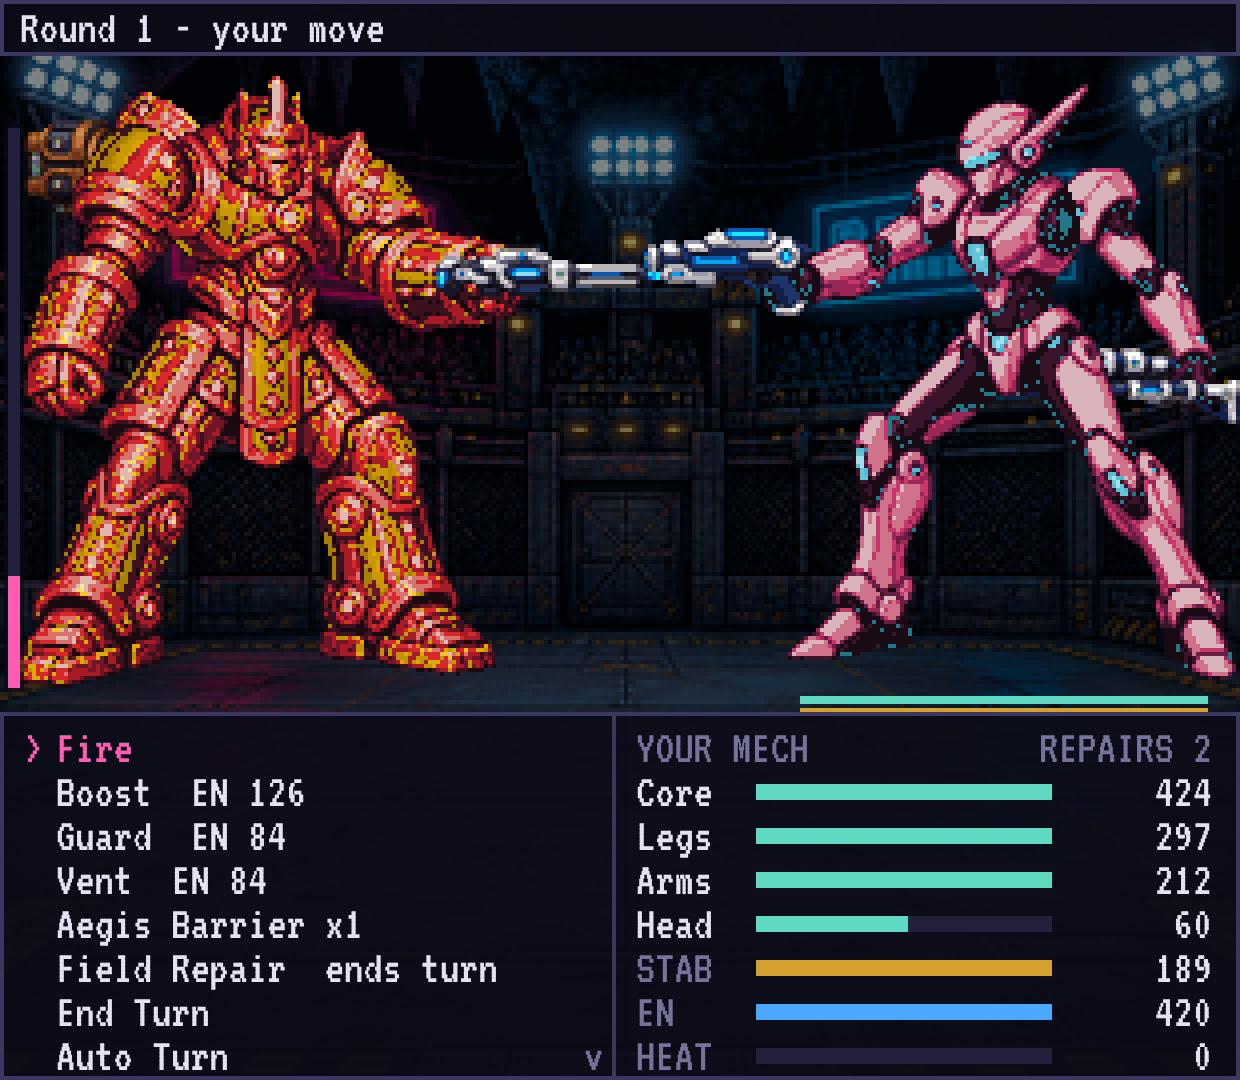 Round 1 - your move
> Fire
Boost EN 126
Guard EN 84
Vent EN 84
Aegis Barrier x1
Field Repair ends turn
End Turn
Auto Turn v
YOUR MECH REPAIRS 2
Core 424
Legs 297
Arms 212
Head 60
STAB 189
EN 420
HEAT 0